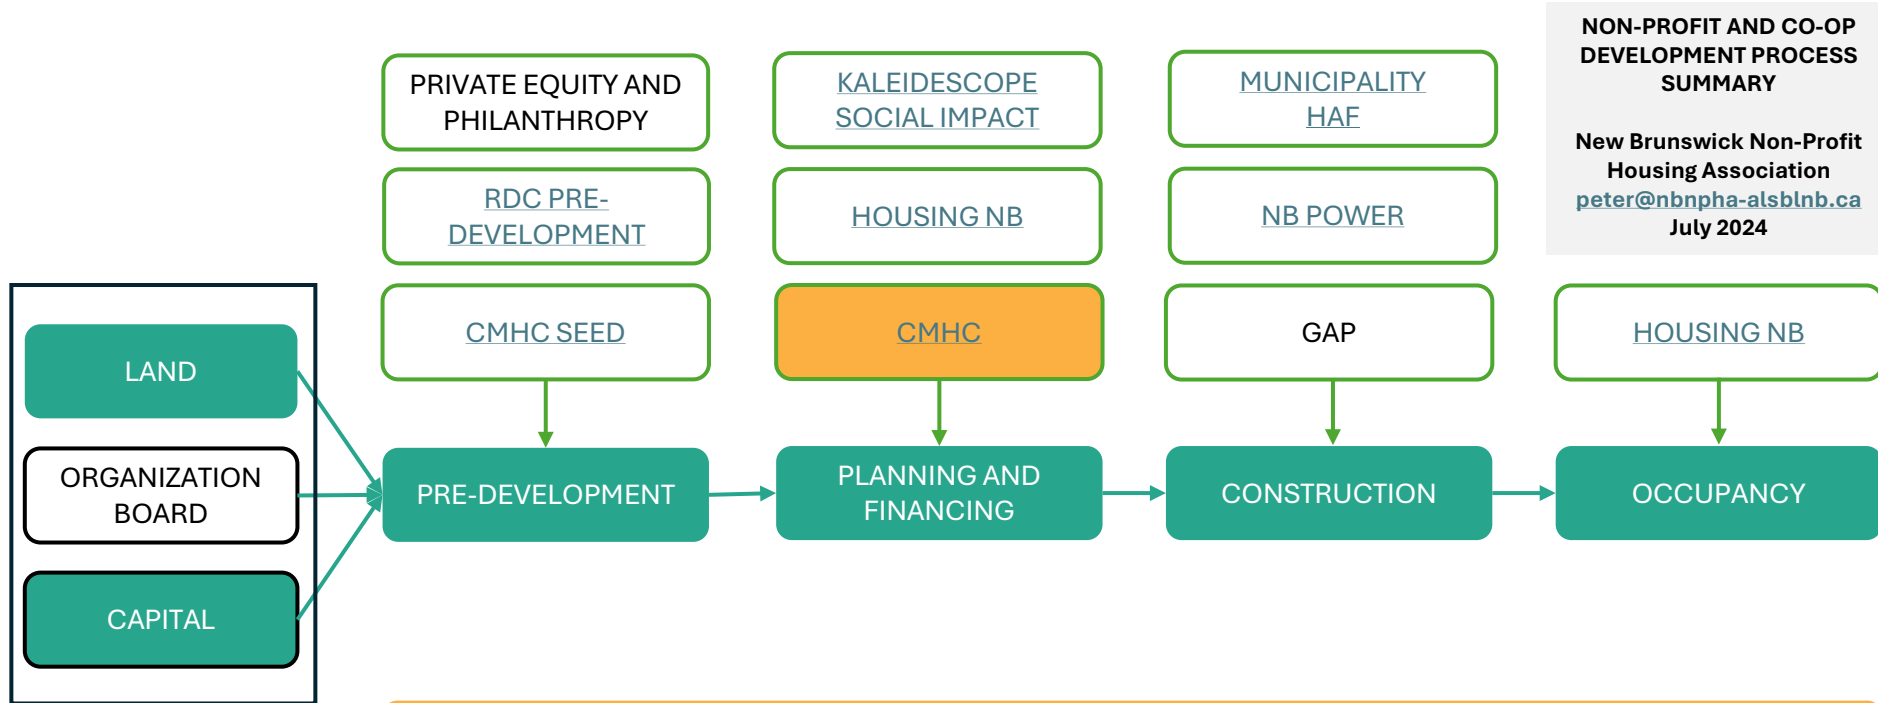 NON-PROFIT AND CO-OP
DEVELOPMENT PROCESS
SUMMARY
New Brunswick Non-Profit
Housing Association
peter@nbnpha-alsblnb.ca
July 2024
PRIVATE EQUITY AND
PHILANTHROPY
KALEIDESCOPE
SOCIAL IMPACT
MUNICIPALITY
HAF
RDC PRE-
DEVELOPMENT
HOUSING NB
NB POWER
CMHC SEED
CMHC
GAP
HOUSING NB
LAND
ORGANIZATION
BOARD
CAPITAL
PRE-DEVELOPMENT
PLANNING AND
FINANCING
CONSTRUCTION
OCCUPANCY